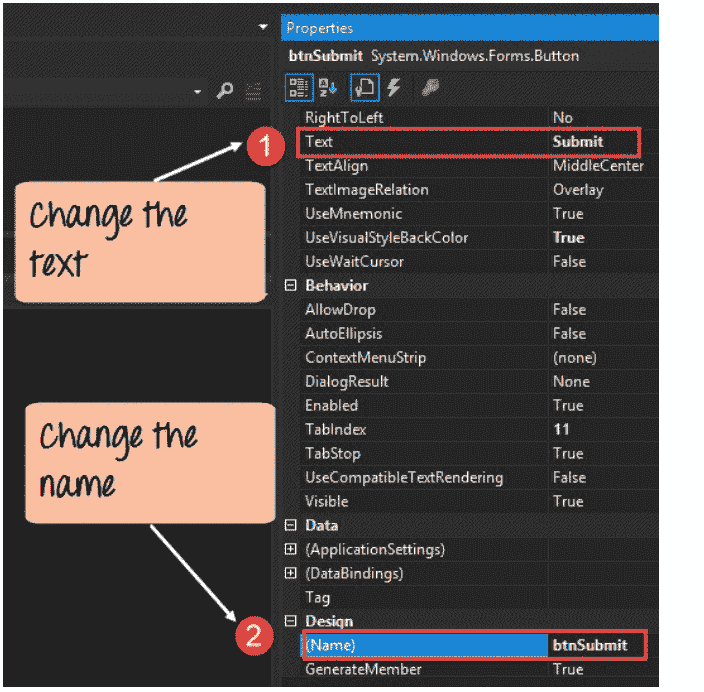 Properties
btnSubmit System.Windows.Forms.Button
RightToLeft No
1
Text Submit
TextAlign MiddleCenter
TextImageRelation Overlay
Change the
text
UseMnemonic True
UseVisualStyleBackColor True
UseWaitCursor False
Behavior
AllowDrop False
AutoEllipsis False
ContextMenuStrip (none)
DialogResult None
Enabled True
Change the
name
TabIndex 11
TabStop True
UseCompatibleTextRendering False
Visible True
Data
(ApplicationSettings)
(DataBindings)
Tag
Design
2
(Name) btnSubmit
GenerateMember True